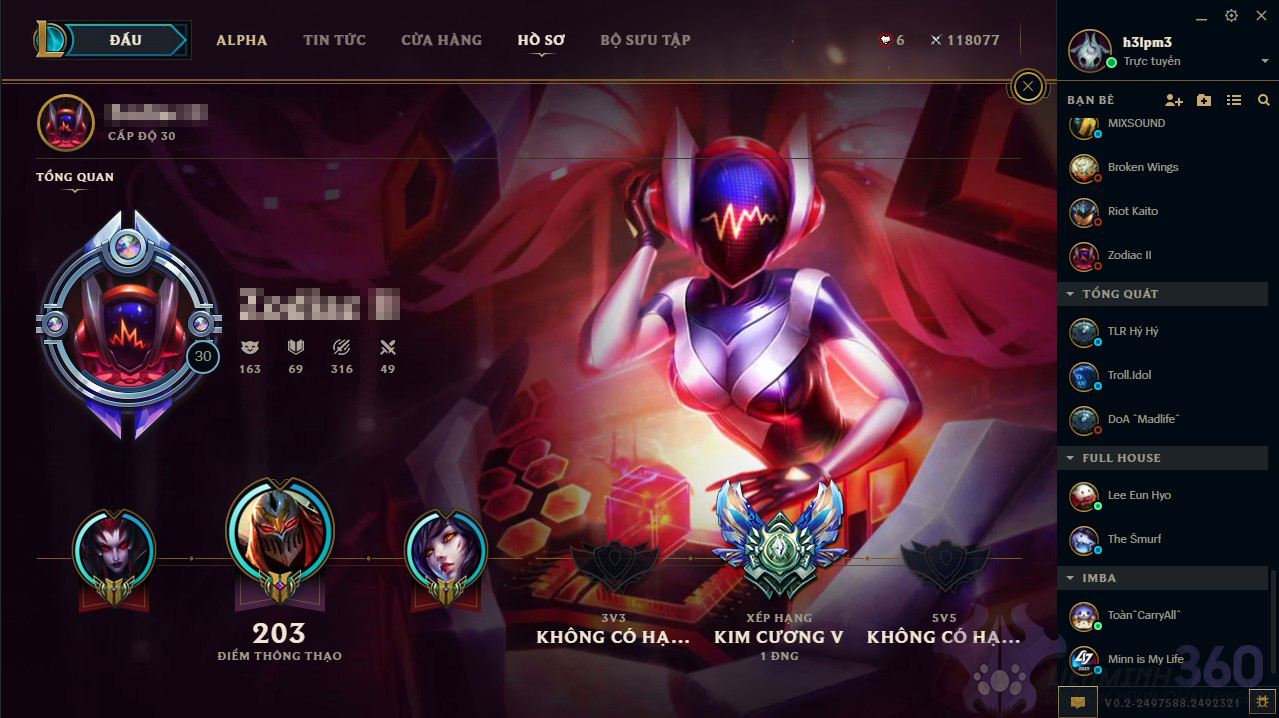 ĐẤU
ALPHA
TIN TỨC
CỬA HÀNG
HỒ SƠ
BỘ SƯU TẬP
6
118077
h3lpm3
Trực tuyến
CẤP ĐỘ 30
TỔNG QUAN
30
163
69
316
49
203
ĐIỂM THÔNG THẠO
3V3
KHÔNG CÓ HẠ...
XẾP HẠNG
KIM CƯƠNG V
1 ĐNG
5V5
KHÔNG CÓ HẠ...
BẠN BÈ
MIXSOUND
Broken Wings
Riot Kaito
Zodiac II
TỔNG QUÁT
TLR Hý Hý
Troll.Idol
DoA ˆMadlifeˆ
FULL HOUSE
Lee Eun Hyo
The Šmurf
IMBA
ToànˆCarryAllˆ
Minn is My Life
360
V0.2-2497588.2492321